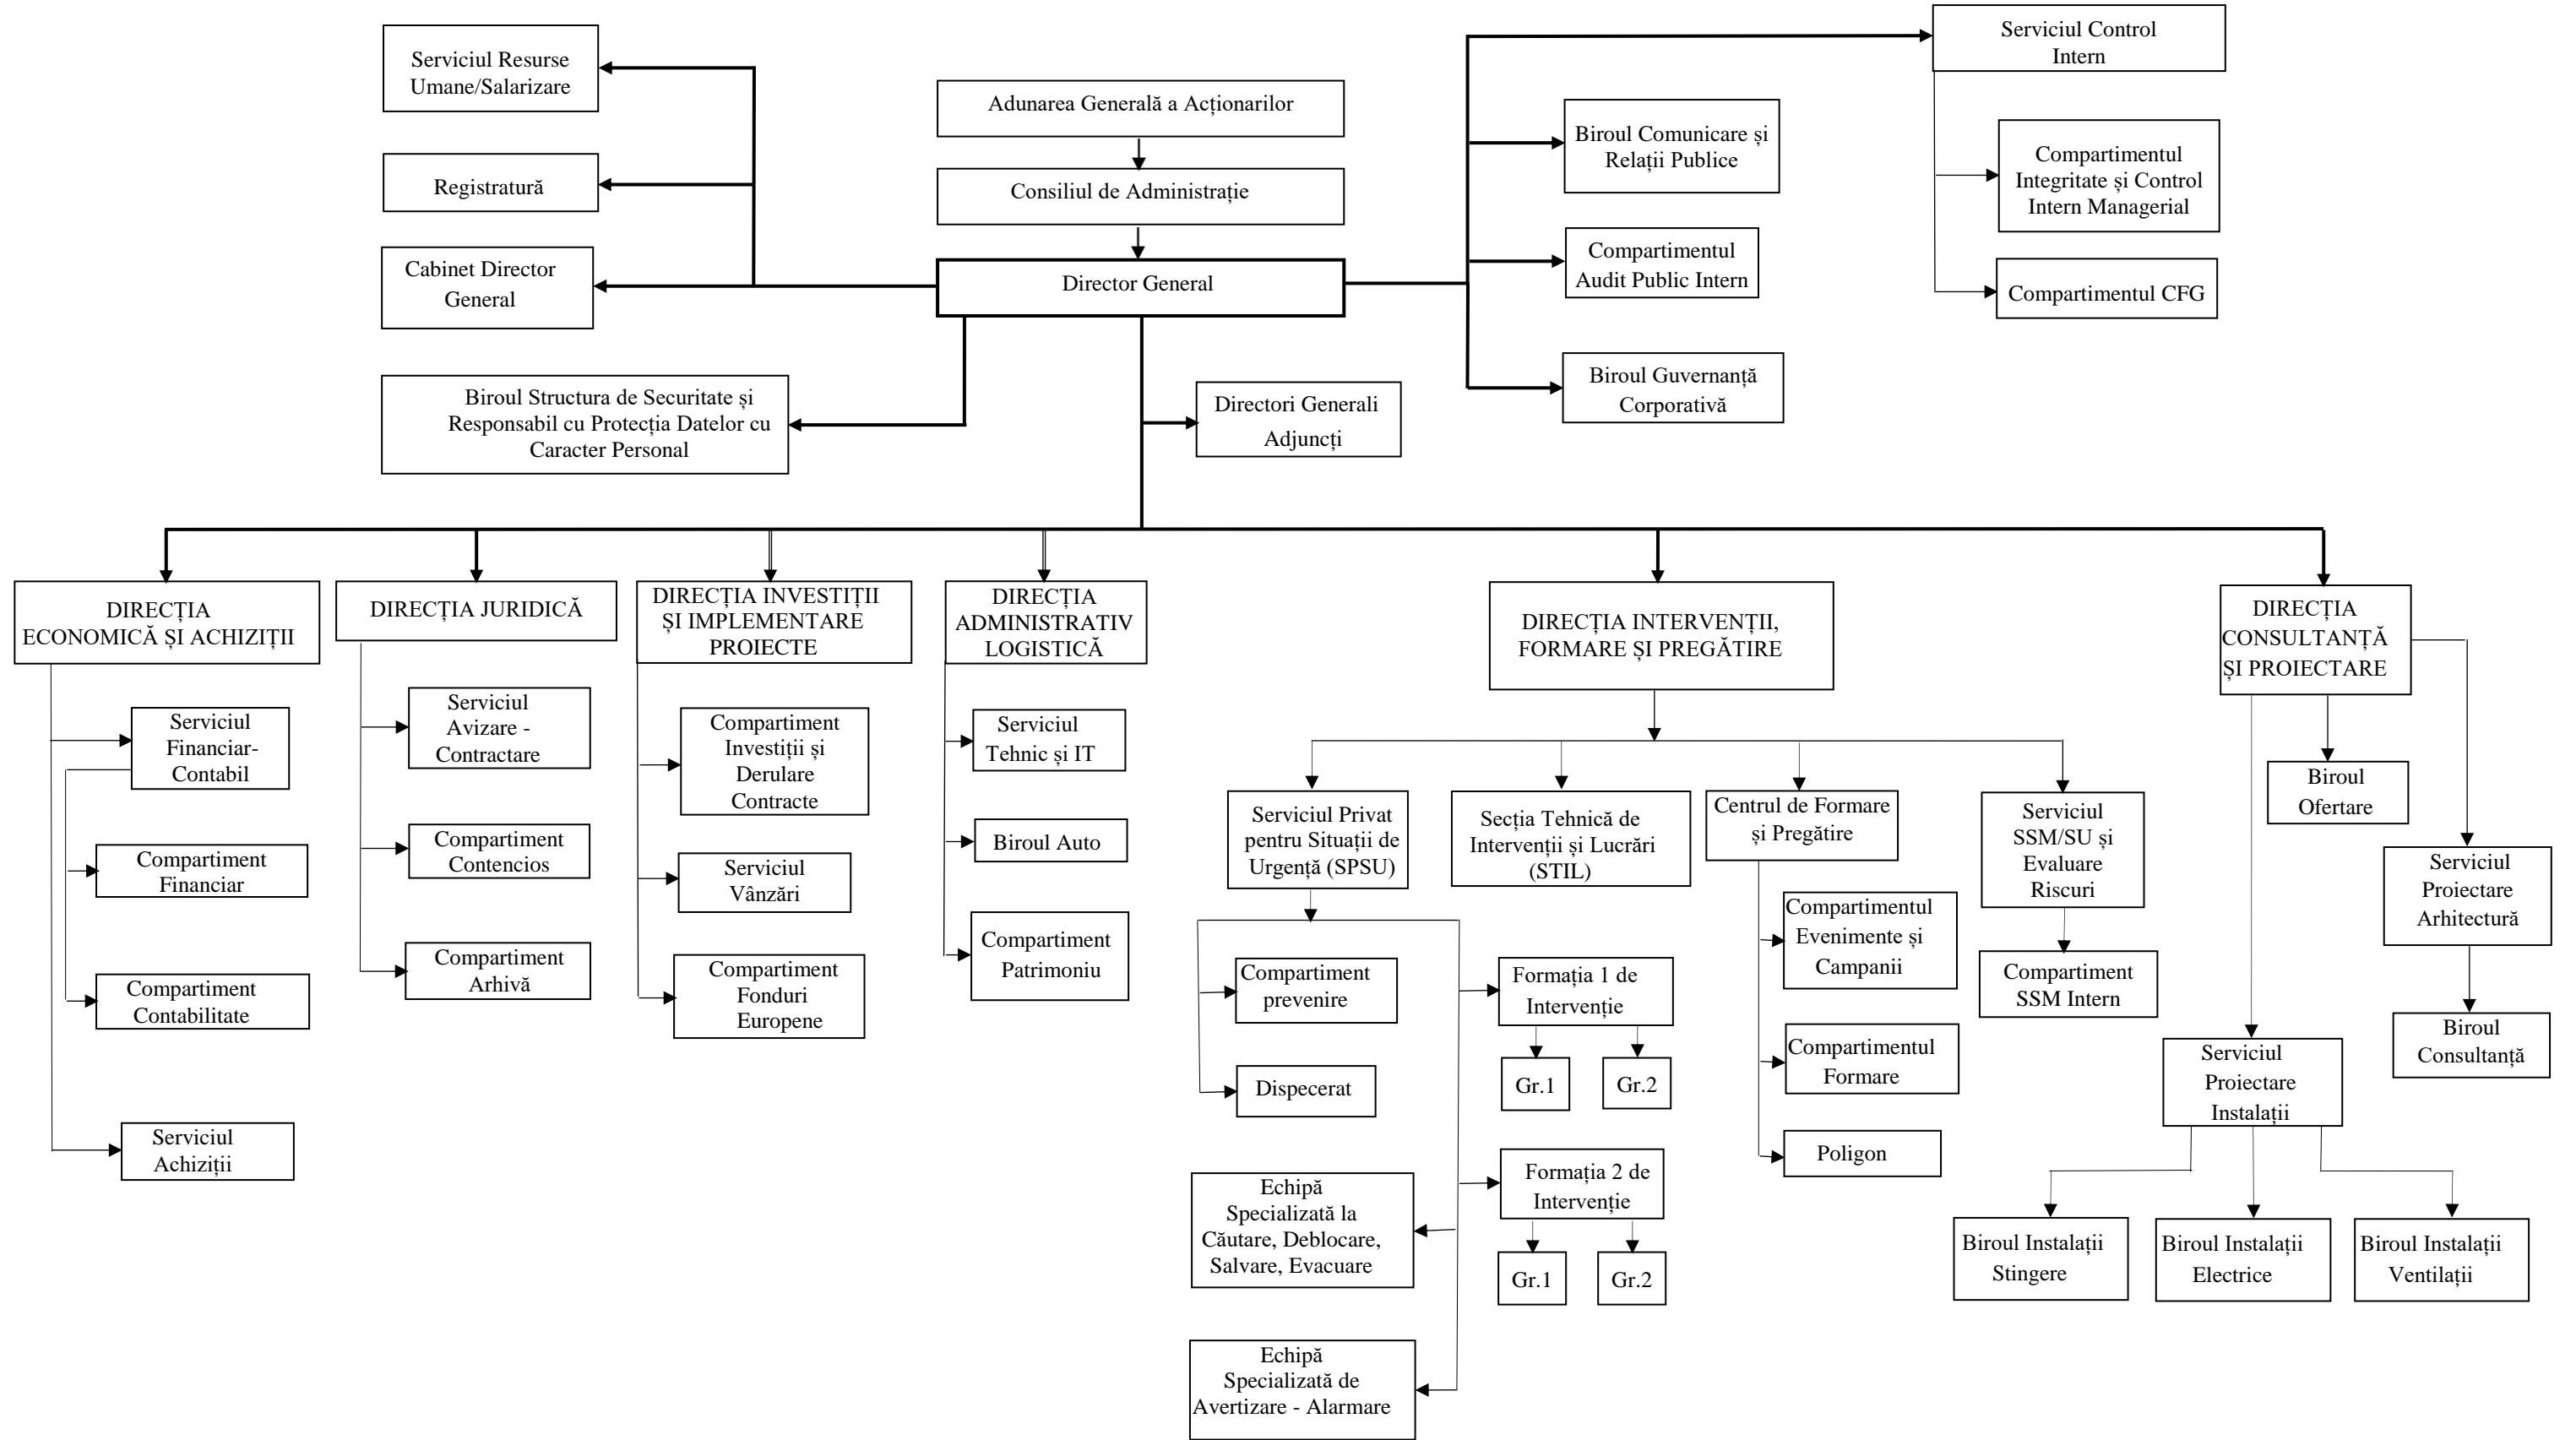 Serviciul Resurse
Umane/Salarizare
Registratură
Cabinet Director
General
Biroul Structura de Securitate și
Responsabil cu Protecția Datelor cu
Caracter Personal
Adunarea Generală a Acționarilor
Consiliul de Administrație
Director General
Directori Generali
Adjuncți
Serviciul Control
Intern
Biroul Comunicare și
Relații Publice
Compartimentul
Audit Public Intern
Biroul Guvernanță
Corporativă
Compartimentul
Integritate și Control
Intern Managerial
Compartimentul CFG
DIRECȚIA
ECONOMICĂ ȘI ACHIZIȚII
Serviciul
Financiar-
Contabil
Compartiment
Financiar
Compartiment
Contabilitate
Serviciul
Achiziții
DIRECȚIA JURIDICĂ
Serviciul
Avizare -
Contractare
Compartiment
Contencios
Compartiment
Arhivă
DIRECȚIA INVESTIȚII
ȘI IMPLEMENTARE
PROIECTE
Compartiment
Investiții și
Derulare
Contracte
Serviciul
Vânzări
Compartiment
Fonduri
Europene
DIRECȚIA
ADMINISTRATIV
LOGISTICĂ
Serviciul
Tehnic și IT
Biroul Auto
Compartiment
Patrimoniu
DIRECȚIA INTERVENȚII,
FORMARE ȘI PREGĂTIRE
Serviciul Privat
pentru Situații de
Urgență (SPSU)
Compartiment
prevenire
Dispecerat
Echipă
Specializată la
Căutare, Deblocare,
Salvare, Evacuare
Echipă
Specializată de
Avertizare - Alarmare
Formația 1 de
Intervenție
Gr.1
Gr.2
Formația 2 de
Intervenție
Gr.1
Gr.2
Secția Tehnică de
Intervenții și Lucrări
(STIL)
Centrul de Formare
și Pregătire
Compartimentul
Evenimente și
Campanii
Compartimentul
Formare
Poligon
Serviciul
SSM/SU și
Evaluare
Riscuri
Compartiment
SSM Intern
DIRECȚIA
CONSULTANȚĂ
ȘI PROIECTARE
Biroul
Ofertare
Serviciul
Proiectare
Arhitectură
Biroul
Consultanță
Serviciul
Proiectare
Instalații
Biroul Instalații
Stingere
Biroul Instalații
Electrice
Biroul Instalații
Ventilații